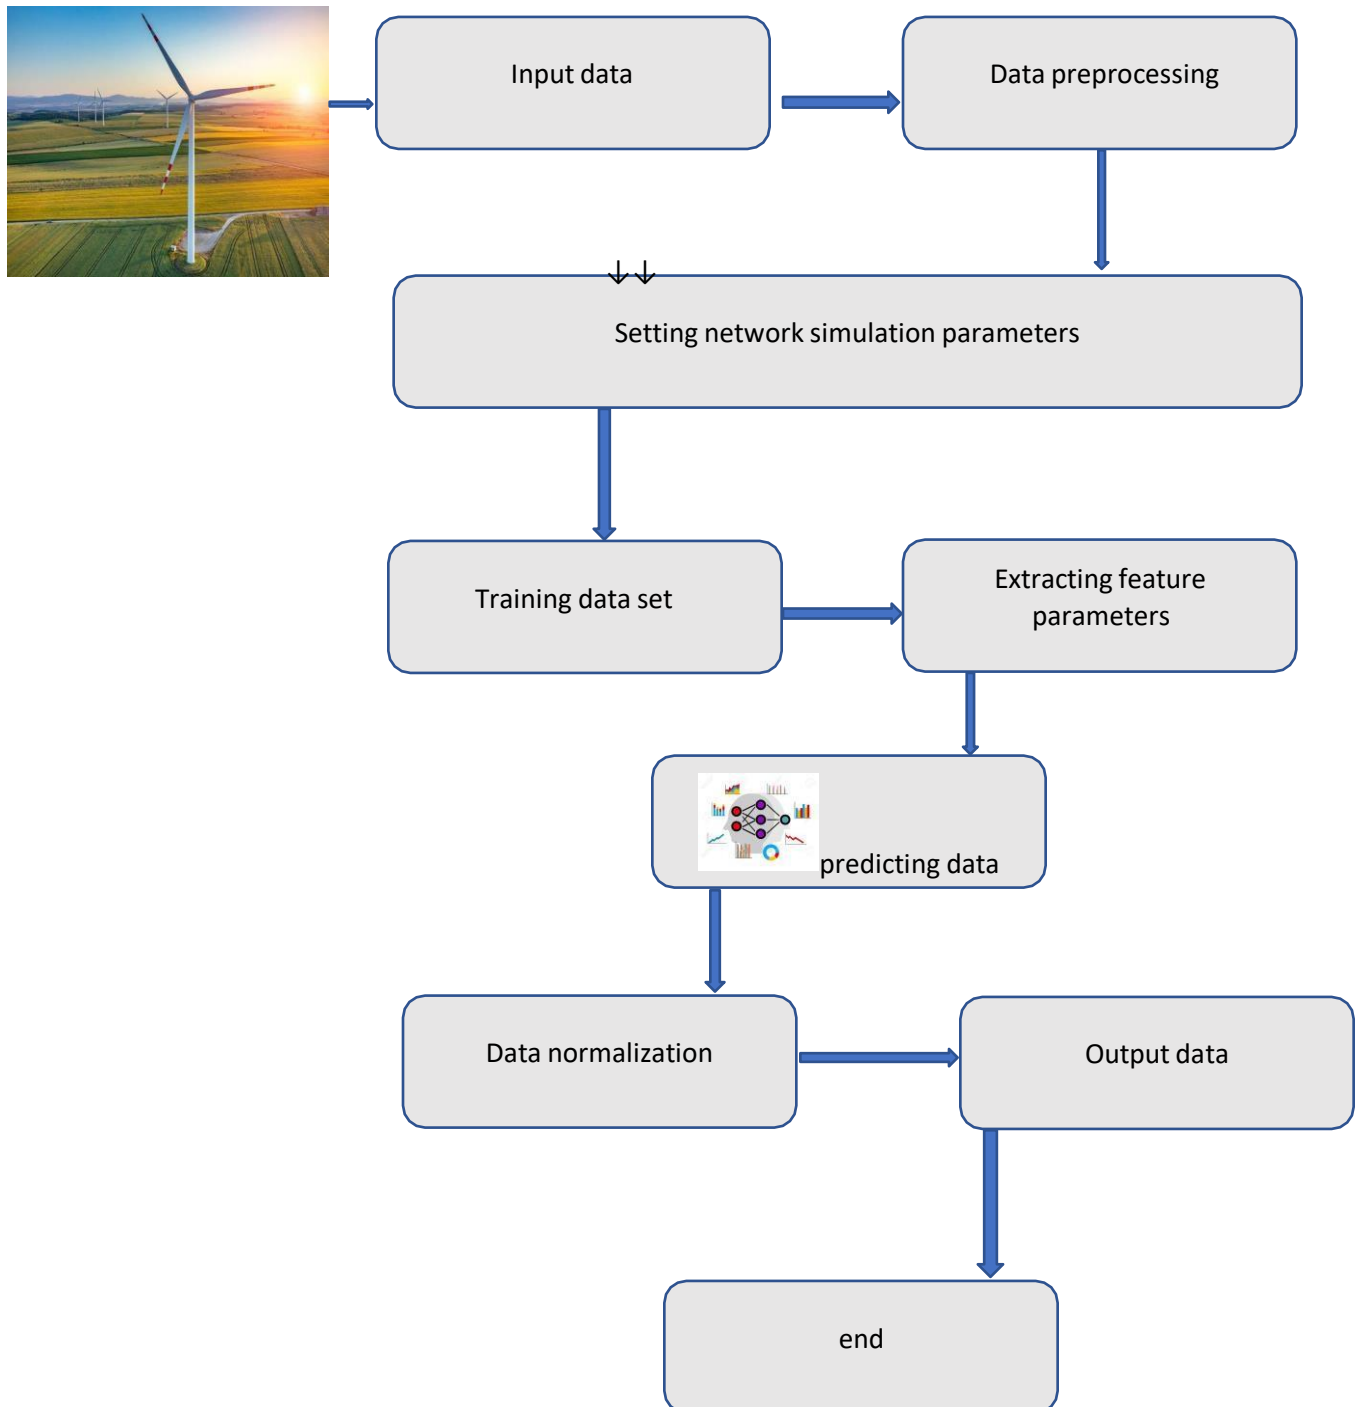 Input data
Data preprocessing
↓↓
Setting network simulation parameters
Training data set
Extracting feature
parameters
predicting data
Data normalization
Output data
end